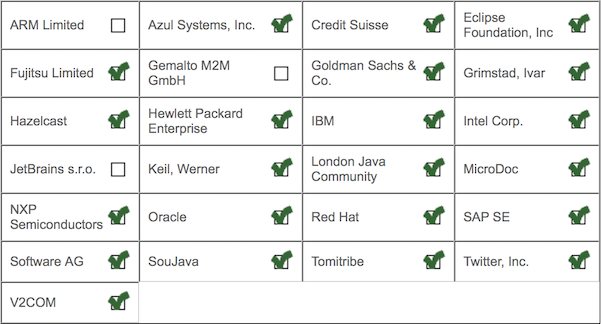 ARM Limited
Azul Systems, Inc.
Credit Suisse
Eclipse
Foundation, Inc
Fujitsu Limited
Gemalto M2M
GmbH
Goldman Sachs &
Co.
Grimstad, Ivar
Hazelcast
Hewlett Packard
Enterprise
IBM
Intel Corp.
JetBrains s.r.o.
Keil, Werner
London Java
Community
MicroDoc
NXP
Semiconductors
Oracle
Red Hat
SAP SE
Software AG
SouJava
Tomitribe
Twitter, Inc.
V2COM